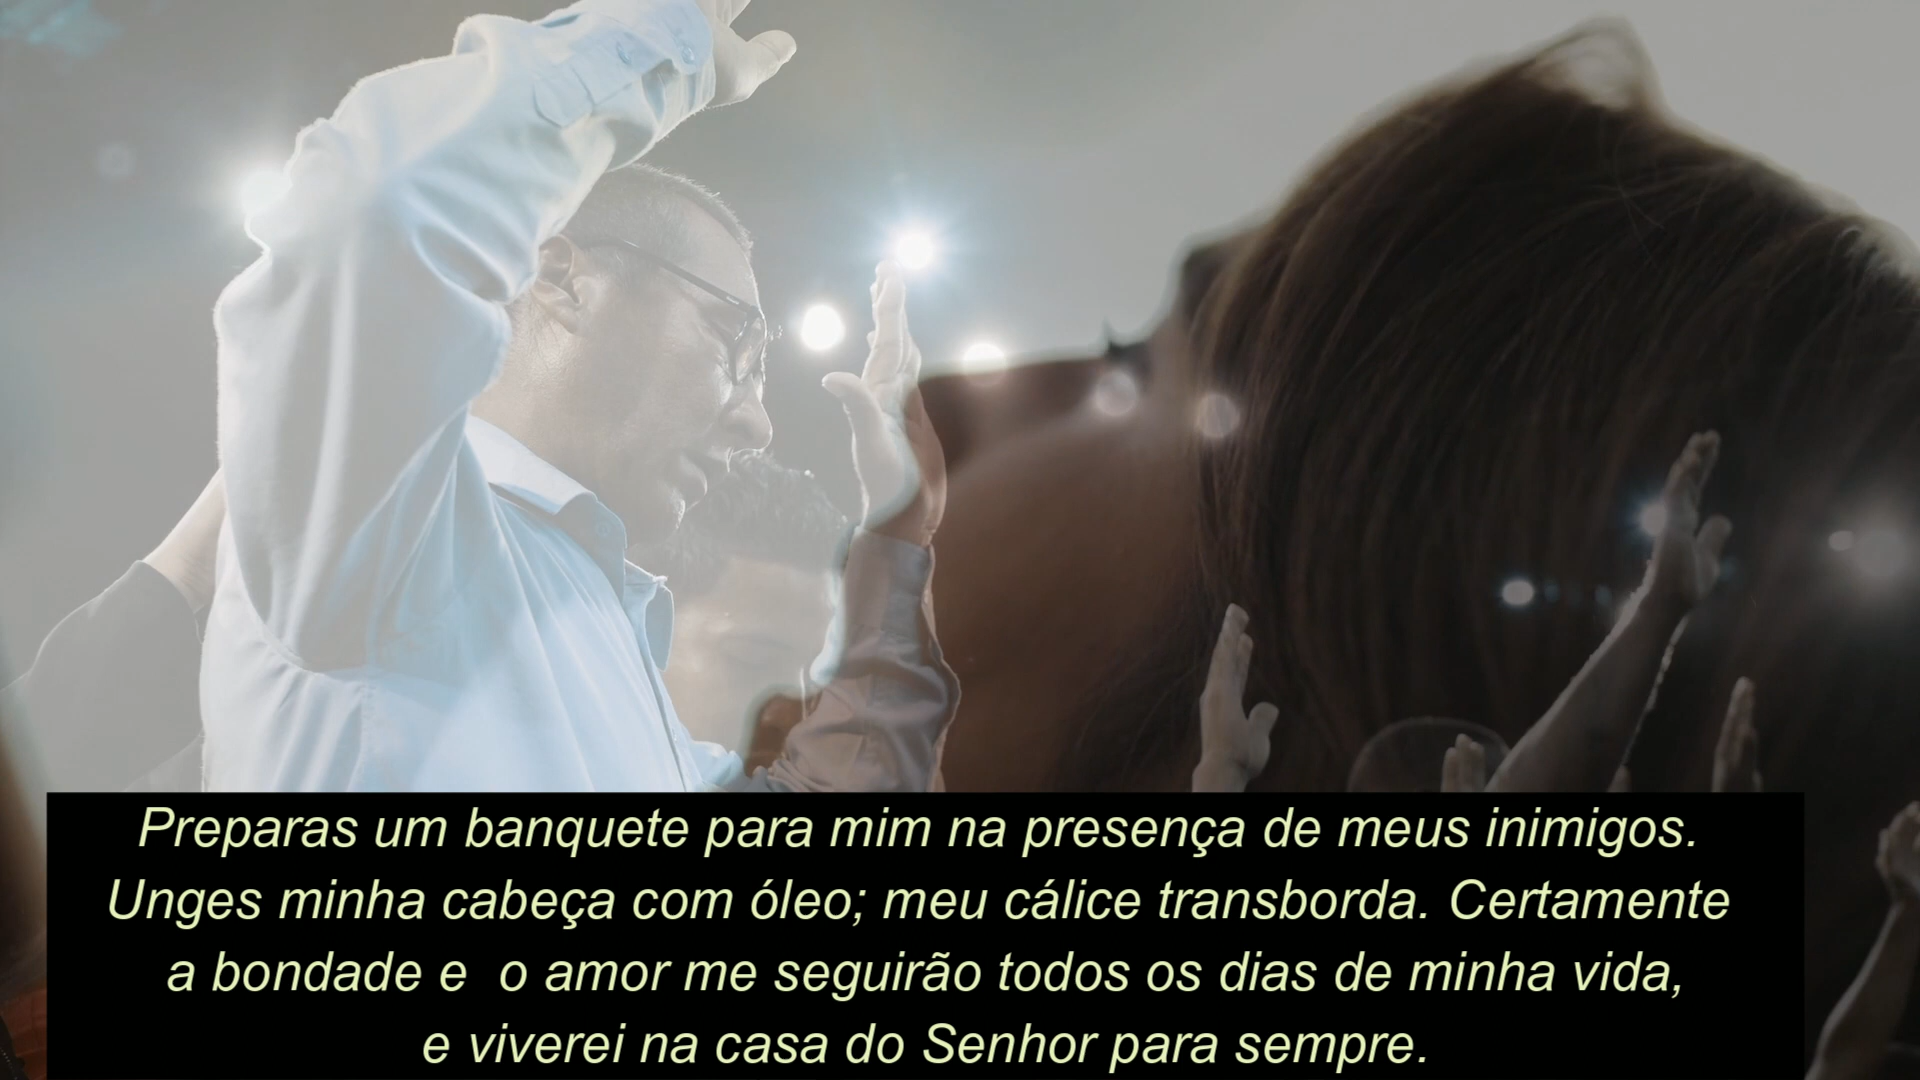 Preparas um banquete para mim na presença de meus inimigos.
Unges minha cabeça com óleo; meu cálice transborda. Certamente
a bondade e  o amor me seguirão todos os dias de minha vida,
e viverei na casa do Senhor para sempre.